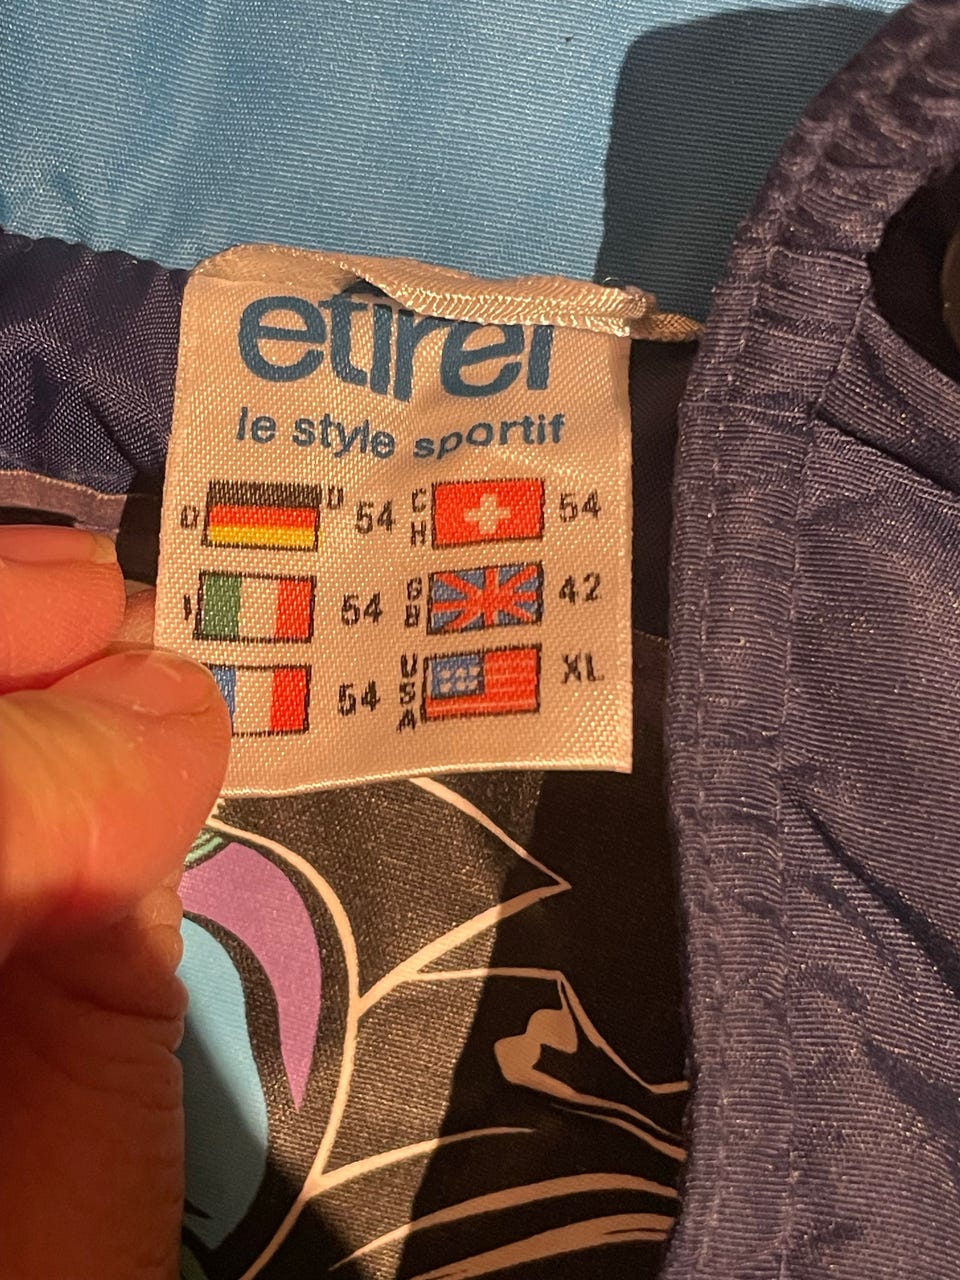 etirel
le style sportif
D D 54 CH 54
I 54 GB 42
54 USA XL